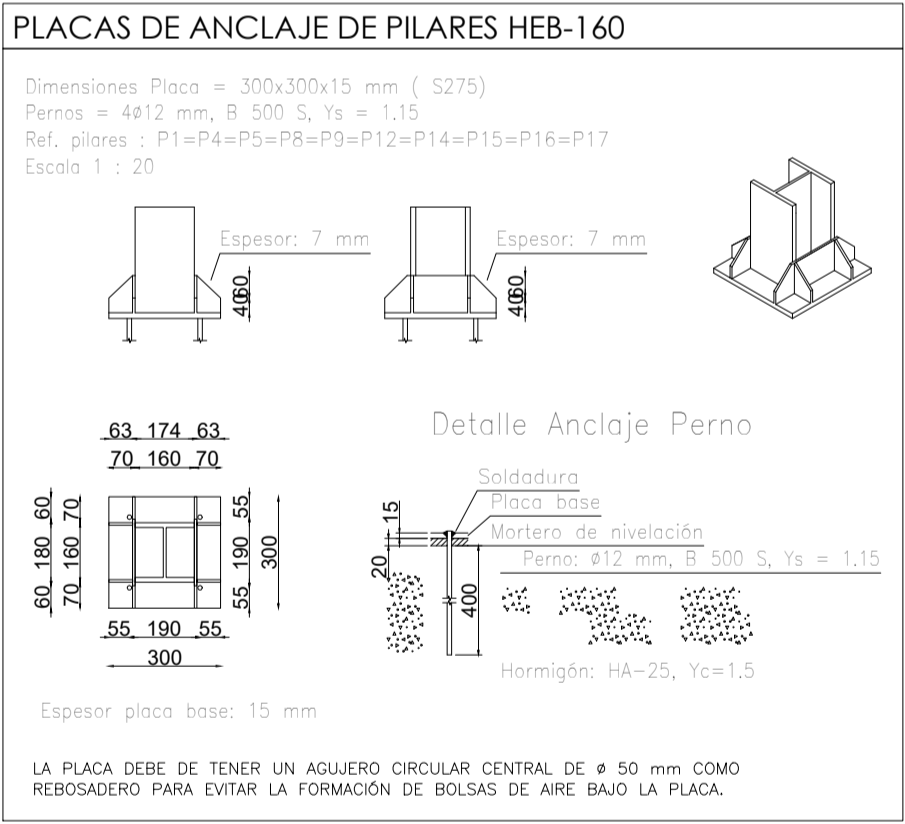 PLACAS DE ANCLAJE DE PILARES HEB-160
Dimensiones Placa = 300x300x15 mm ( S275)
Pernos = 4ø12 mm, B 500 S, Ys = 1.15
Ref. pilares : P1=P4=P5=P8=P9=P12=P14=P15=P16=P17
Escala 1 : 20
Espesor: 7 mm
40 60
Espesor: 7 mm
40 60
63 174 63
70 160 70
60 180 60
70 160 70
55 190 55
300
55 190 55
300
Espesor placa base: 15 mm
Detalle Anclaje Perno
Soldadura
Placa base
Mortero de nivelación
Perno: ø12 mm, B 500 S, Ys = 1.15
15
20
400
Hormigón: HA-25, Yc=1.5
LA PLACA DEBE DE TENER UN AGUJERO CIRCULAR CENTRAL DE ø 50 mm COMO
REBOSADERO PARA EVITAR LA FORMACIÓN DE BOLSAS DE AIRE BAJO LA PLACA.